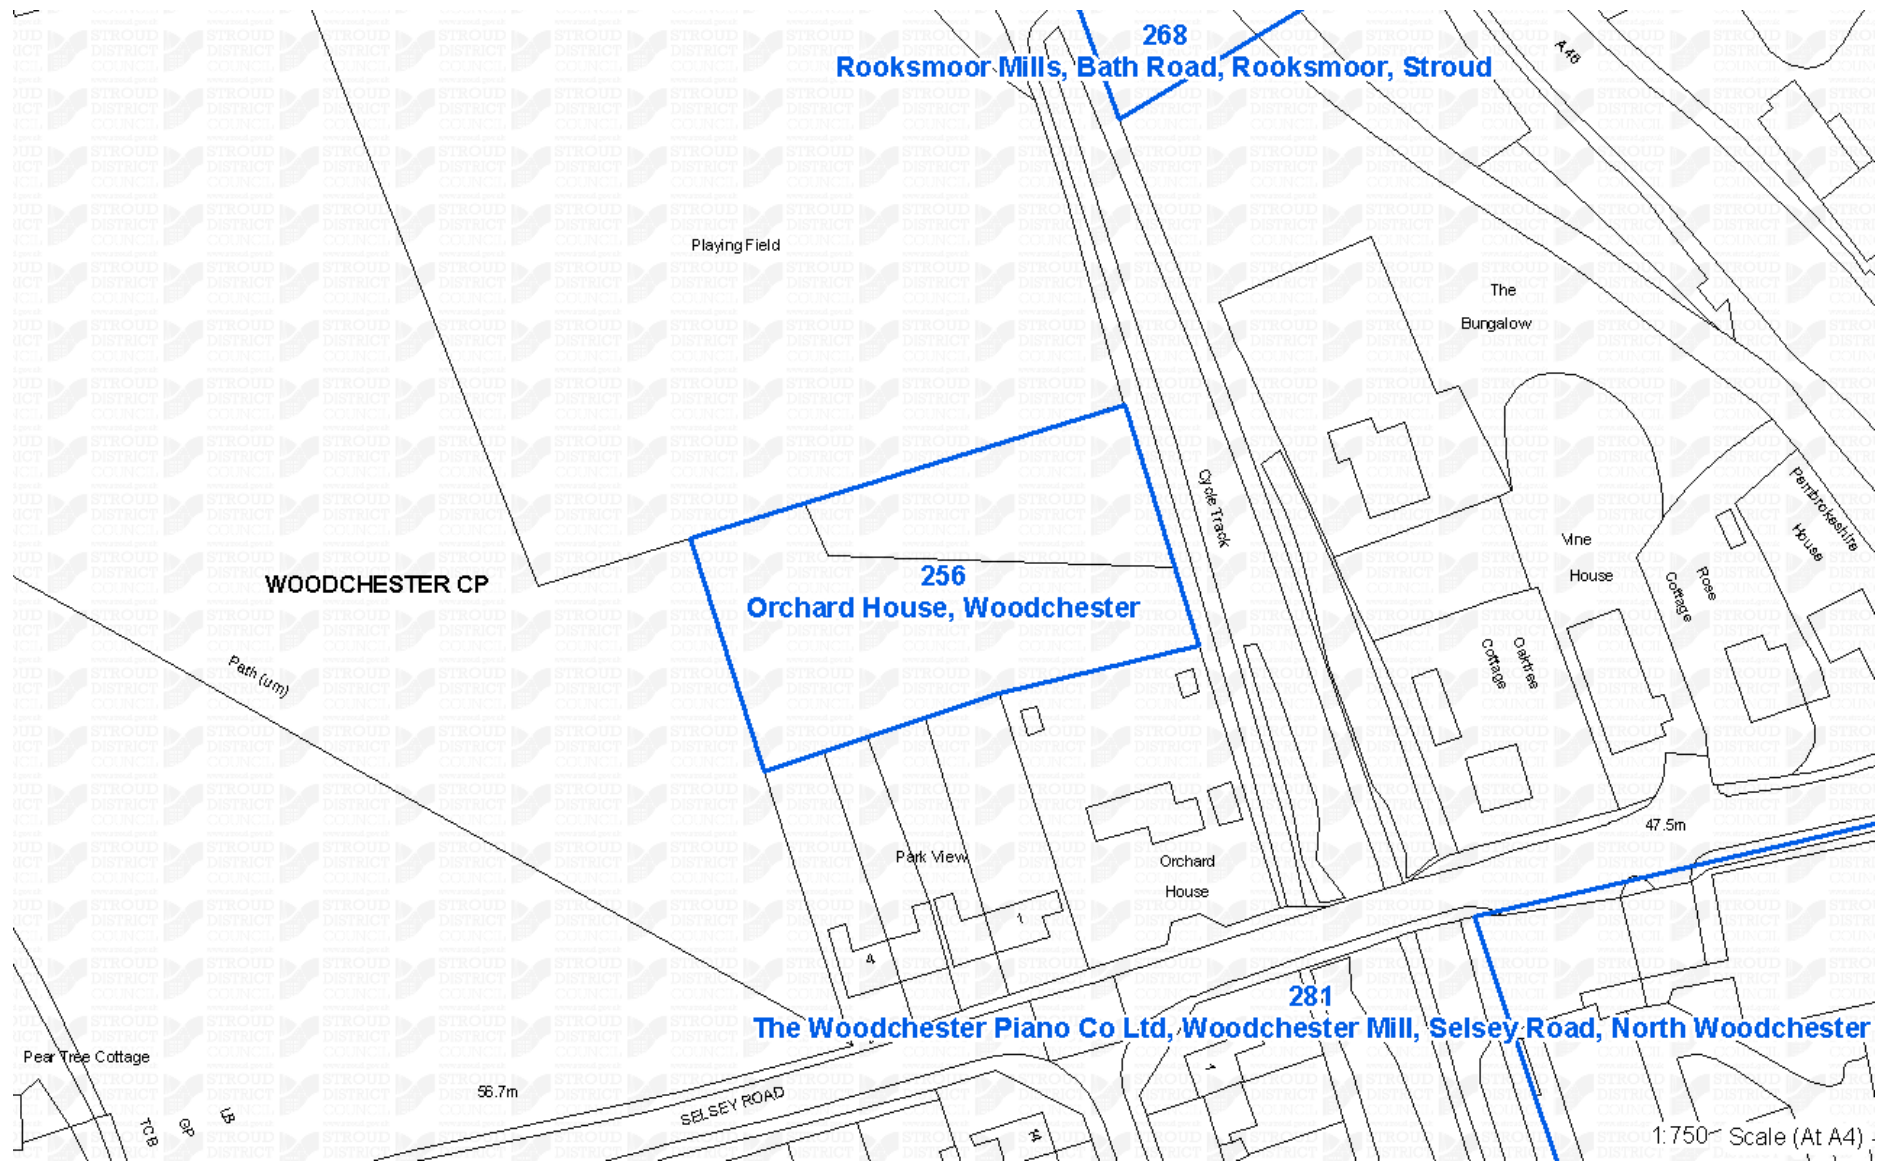 268
Rooksmoor Mills, Bath Road, Rooksmoor, Stroud
A46
Playing Field
The
Bungalow
Cycle Track
Pembrokeshire
House
Vine
House
Rose
Cottage
256
Orchard House, Woodchester
WOODCHESTER CP
Oaktree
Cottage
Path (um)
47.5m
Park View
Orchard
House
1
4
281
The Woodchester Piano Co Ltd, Woodchester Mill, Selsey Road, North Woodchester
Pear Tree Cottage
56.7m
SELSEY ROAD
1
14
TCB
GP
LB
1:750 Scale (At A4) -
STROUD
DISTRICT
COUNCIL